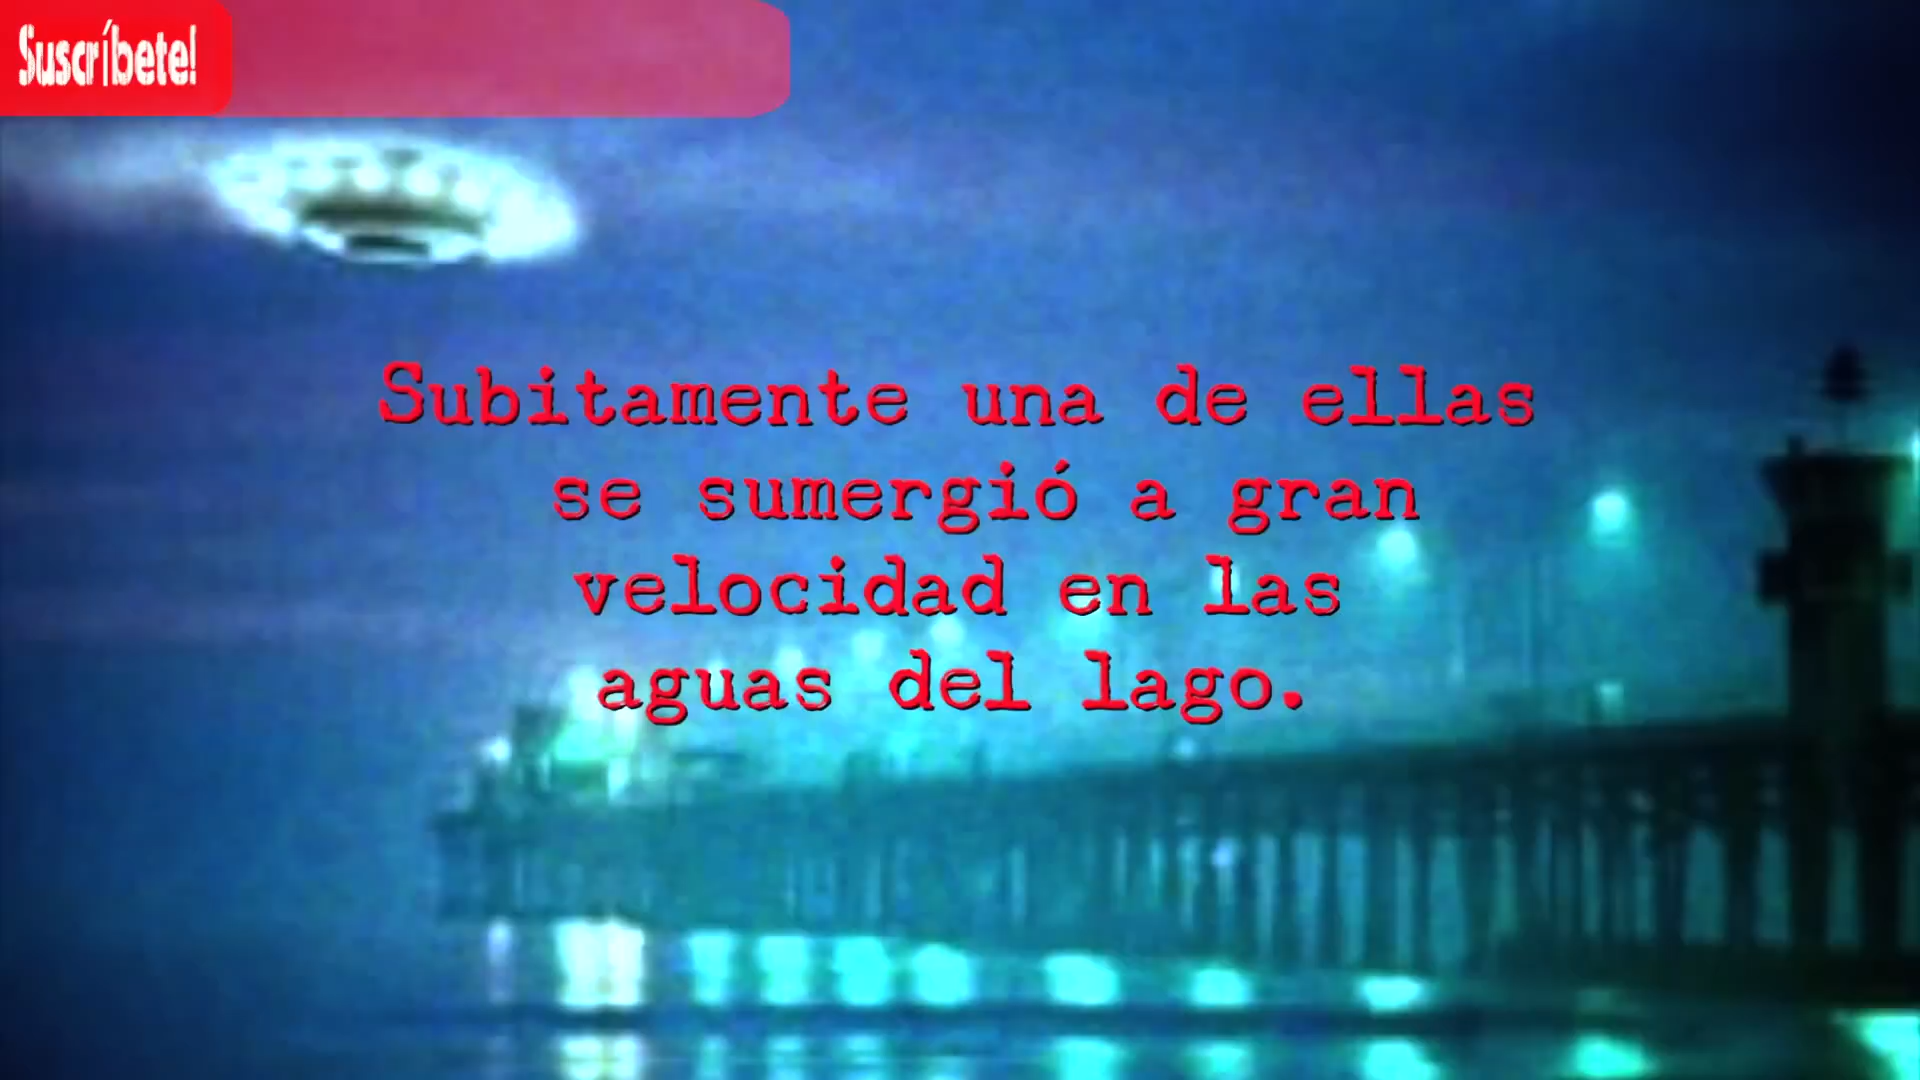 Suscríbete!
Subitamente una de ellas
se sumergió a gran
velocidad en las
aguas del lago.